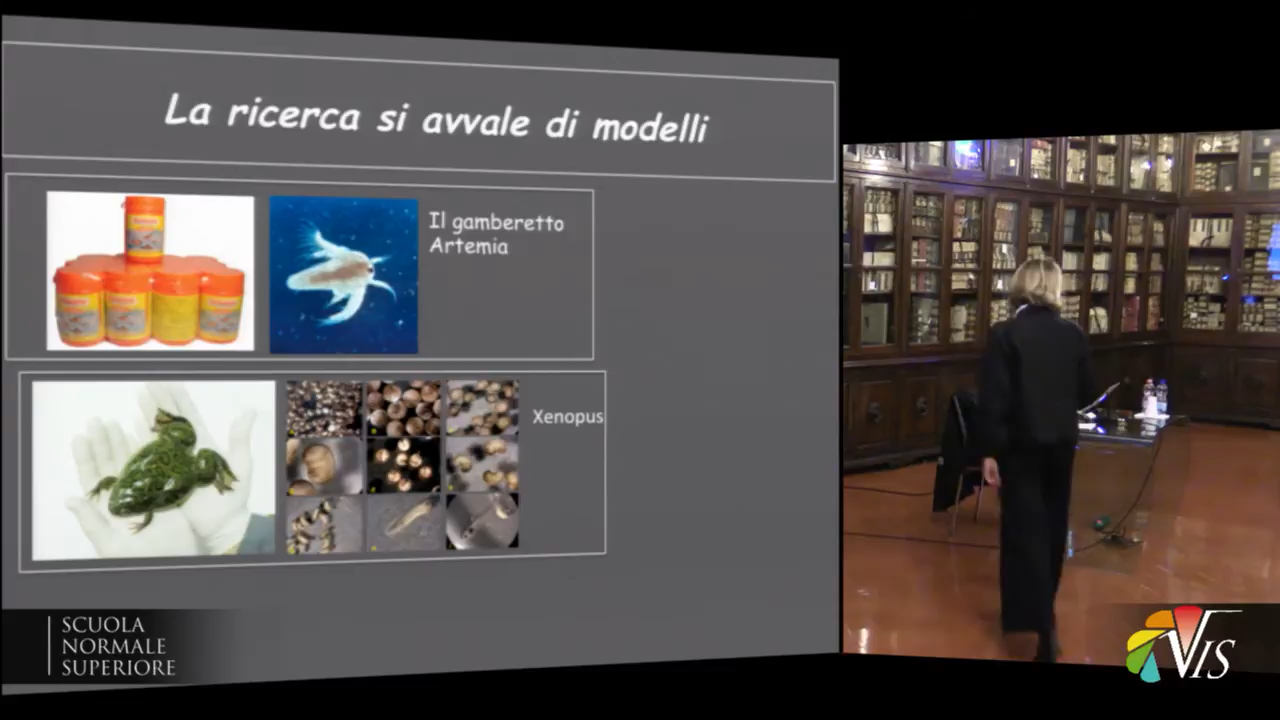 La ricerca si avvale di modelli
Il gamberetto
Artemia
Xenopus
SCUOLA
NORMALE
SUPERIORE
VIS